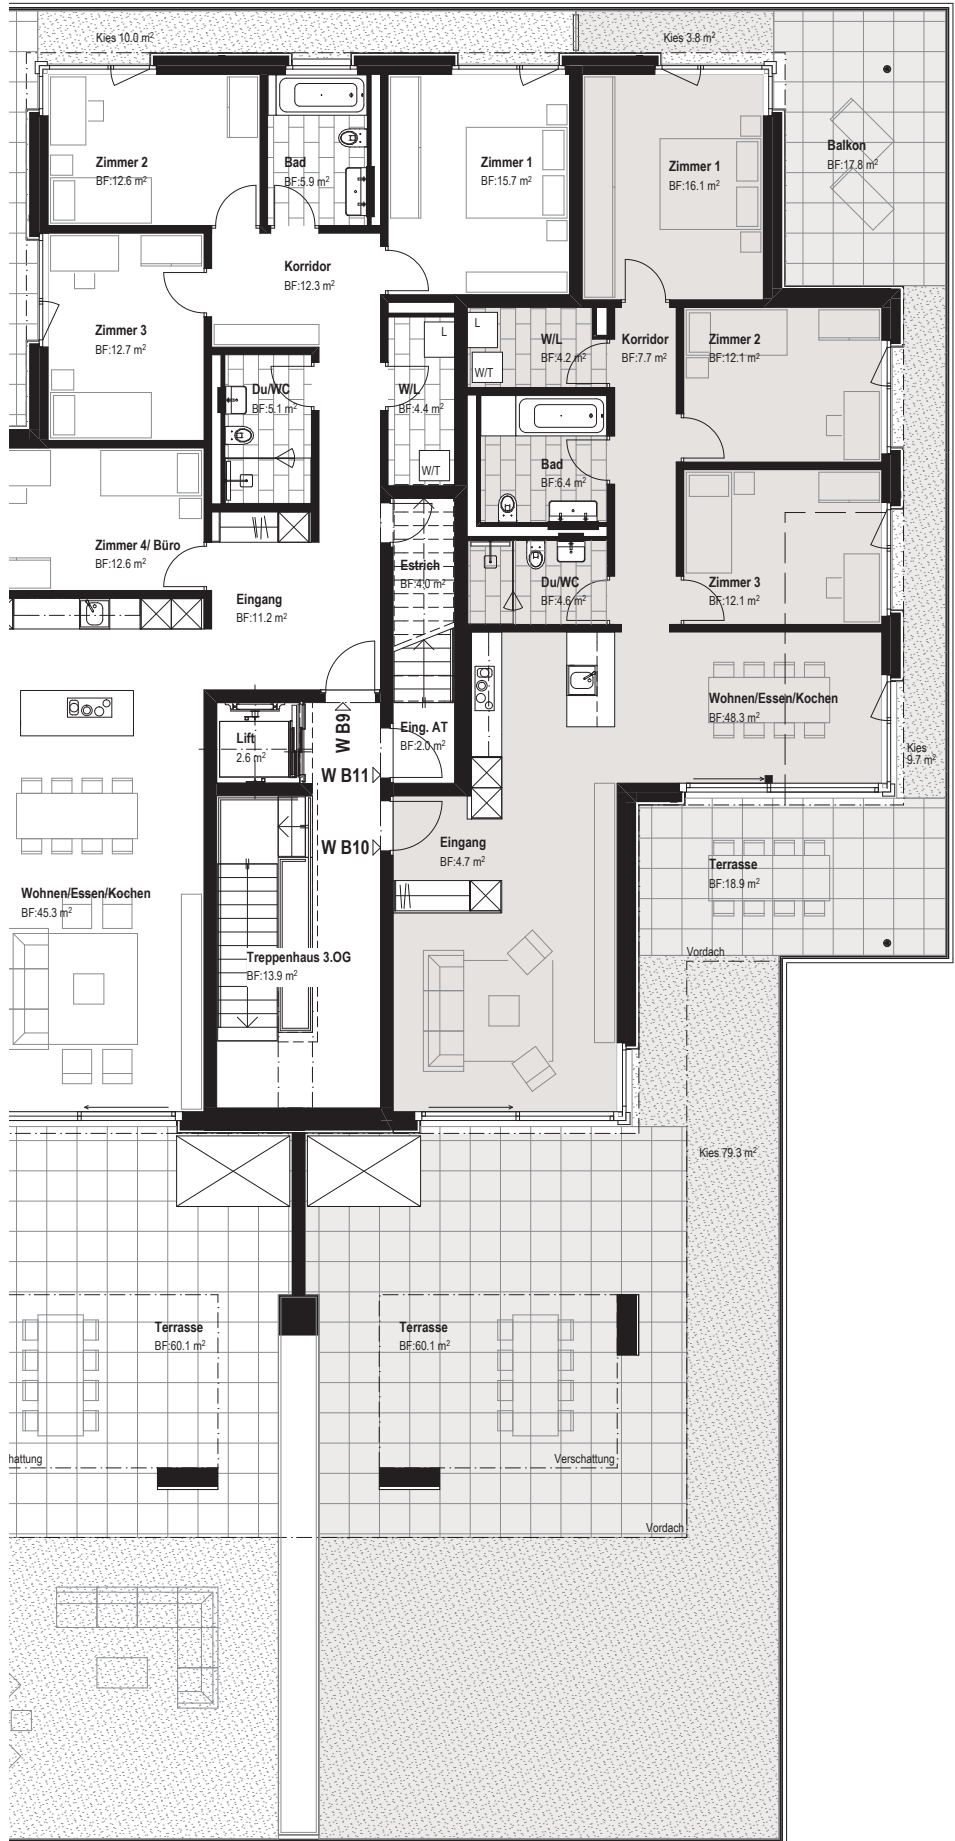 Kies 10.0 m²
Kies 3.8 m²
Zimmer 2
BF:12.6 m²
Bad
BF:5.9 m²
Zimmer 1
BF:15.7 m²
Zimmer 1
BF:16.1 m²
Balkon
BF:17.8 m²
Korridor
BF:12.3 m²
Zimmer 3
BF:12.7 m²
L
L
W/L
BF:4.2 m²
Korridor
BF:7.7 m²
Zimmer 2
BF:12.1 m²
W/T
Du/WC
BF:5.1 m²
W/L
BF:4.4 m²
W/T
Bad
BF:6.4 m²
Zimmer 4/ Büro
BF:12.6 m²
Estrich
BF:4.0 m²
Du/WC
BF:4.6 m²
Zimmer 3
BF:12.1 m²
Eingang
BF:11.2 m²
Wohnen/Essen/Kochen
BF:48.3 m²
Lift
2.6 m²
W B9
Eing. AT
BF:2.0 m²
Kies
9.7 m²
W B11
W B10
Eingang
BF:4.7 m²
Terrasse
BF:18.9 m²
Wohnen/Essen/Kochen
BF:45.3 m²
Treppenhaus 3.OG
BF:13.9 m²
Vordach
Kies 79.3 m²
Terrasse
BF:60.1 m²
Terrasse
BF:60.1 m²
hattung
Verschattung
Vordach